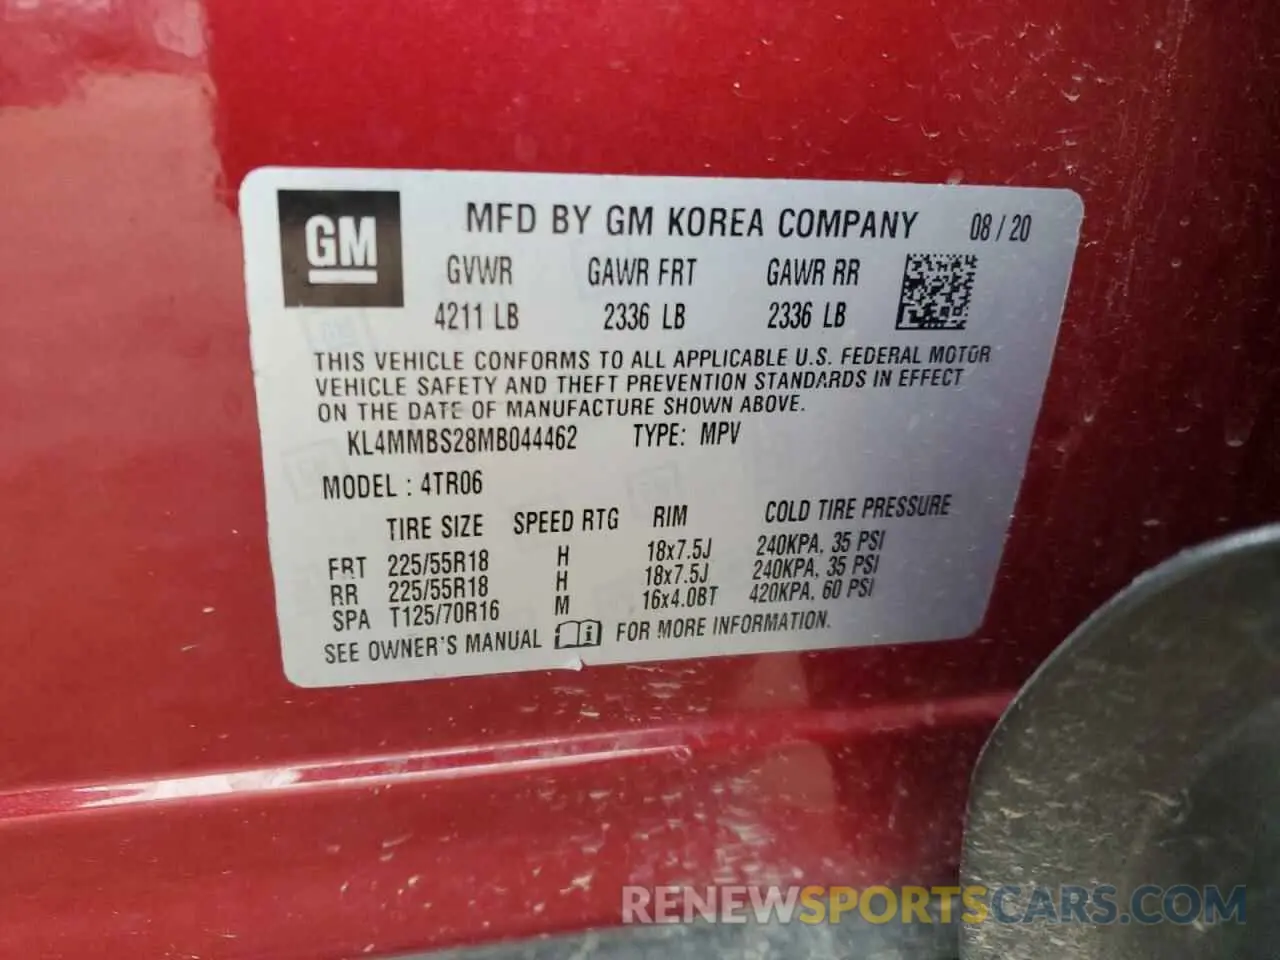 GM
MFD BY GM KOREA COMPANY 08 / 20
GVWR GAWR FRT GAWR RR
4211 LB 2336 LB 2336 LB
THIS VEHICLE CONFORMS TO ALL APPLICABLE U.S. FEDERAL MOTOR
VEHICLE SAFETY AND THEFT PREVENTION STANDARDS IN EFFECT
ON THE DATE OF MANUFACTURE SHOWN ABOVE.
KL4MMBS28MB044462 TYPE: MPV
MODEL : 4TR06
TIRE SIZE SPEED RTG RIM COLD TIRE PRESSURE
FRT 225/55R18 H 18x7.5J 240KPA, 35 PSI
RR 225/55R18 H 18x7.5J 240KPA, 35 PSI
SPA T125/70R16 M 16x4.0BT 420KPA, 60 PSI
SEE OWNER'S MANUAL i FOR MORE INFORMATION.
RENEWSPORTSCARS.COM